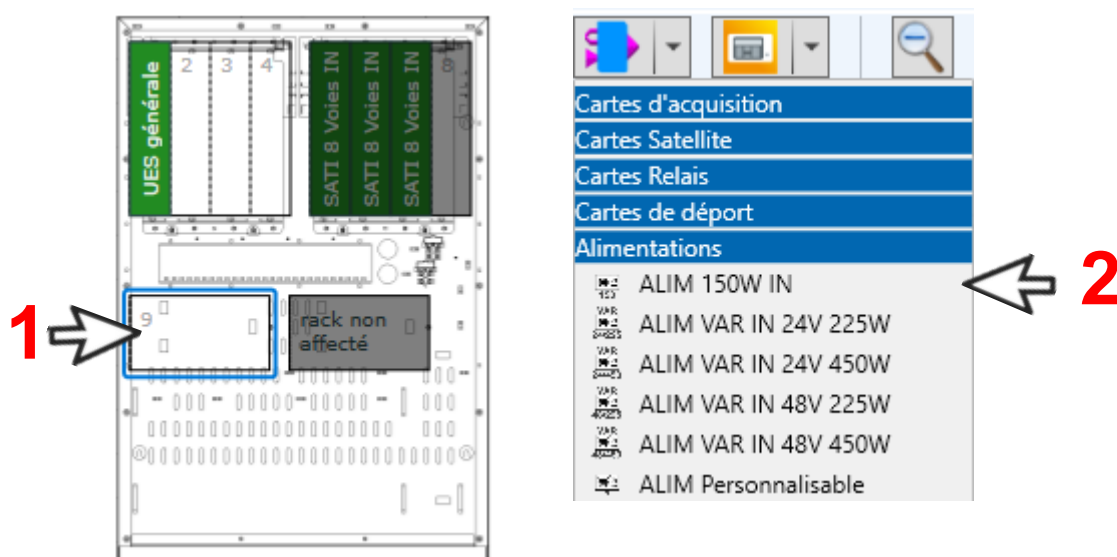 UES générale
2
3
4
SATI 8 Voies IN
SATI 8 Voies IN
SATI 8 Voies IN
8
1
9
rack non
affecté
Cartes d'acquisition
Cartes Satellite
Cartes Relais
Cartes de déport
Alimentations
ALIM 150W IN
2
ALIM VAR IN 24V 225W
ALIM VAR IN 24V 450W
ALIM VAR IN 48V 225W
ALIM VAR IN 48V 450W
ALIM Personnalisable